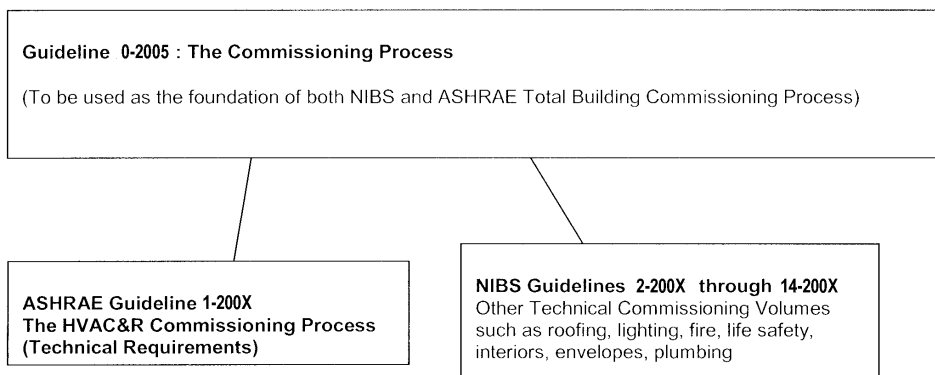 Guideline 0-2005 : The Commissioning Process
(To be used as the foundation of both NIBS and ASHRAE Total Building Commissioning Process)
ASHRAE Guideline 1-200X
The HVAC&R Commissioning Process
(Technical Requirements)
NIBS Guidelines 2-200X through 14-200X
Other Technical Commissioning Volumes
such as roofing, lighting, fire, life safety,
interiors, envelopes, plumbing